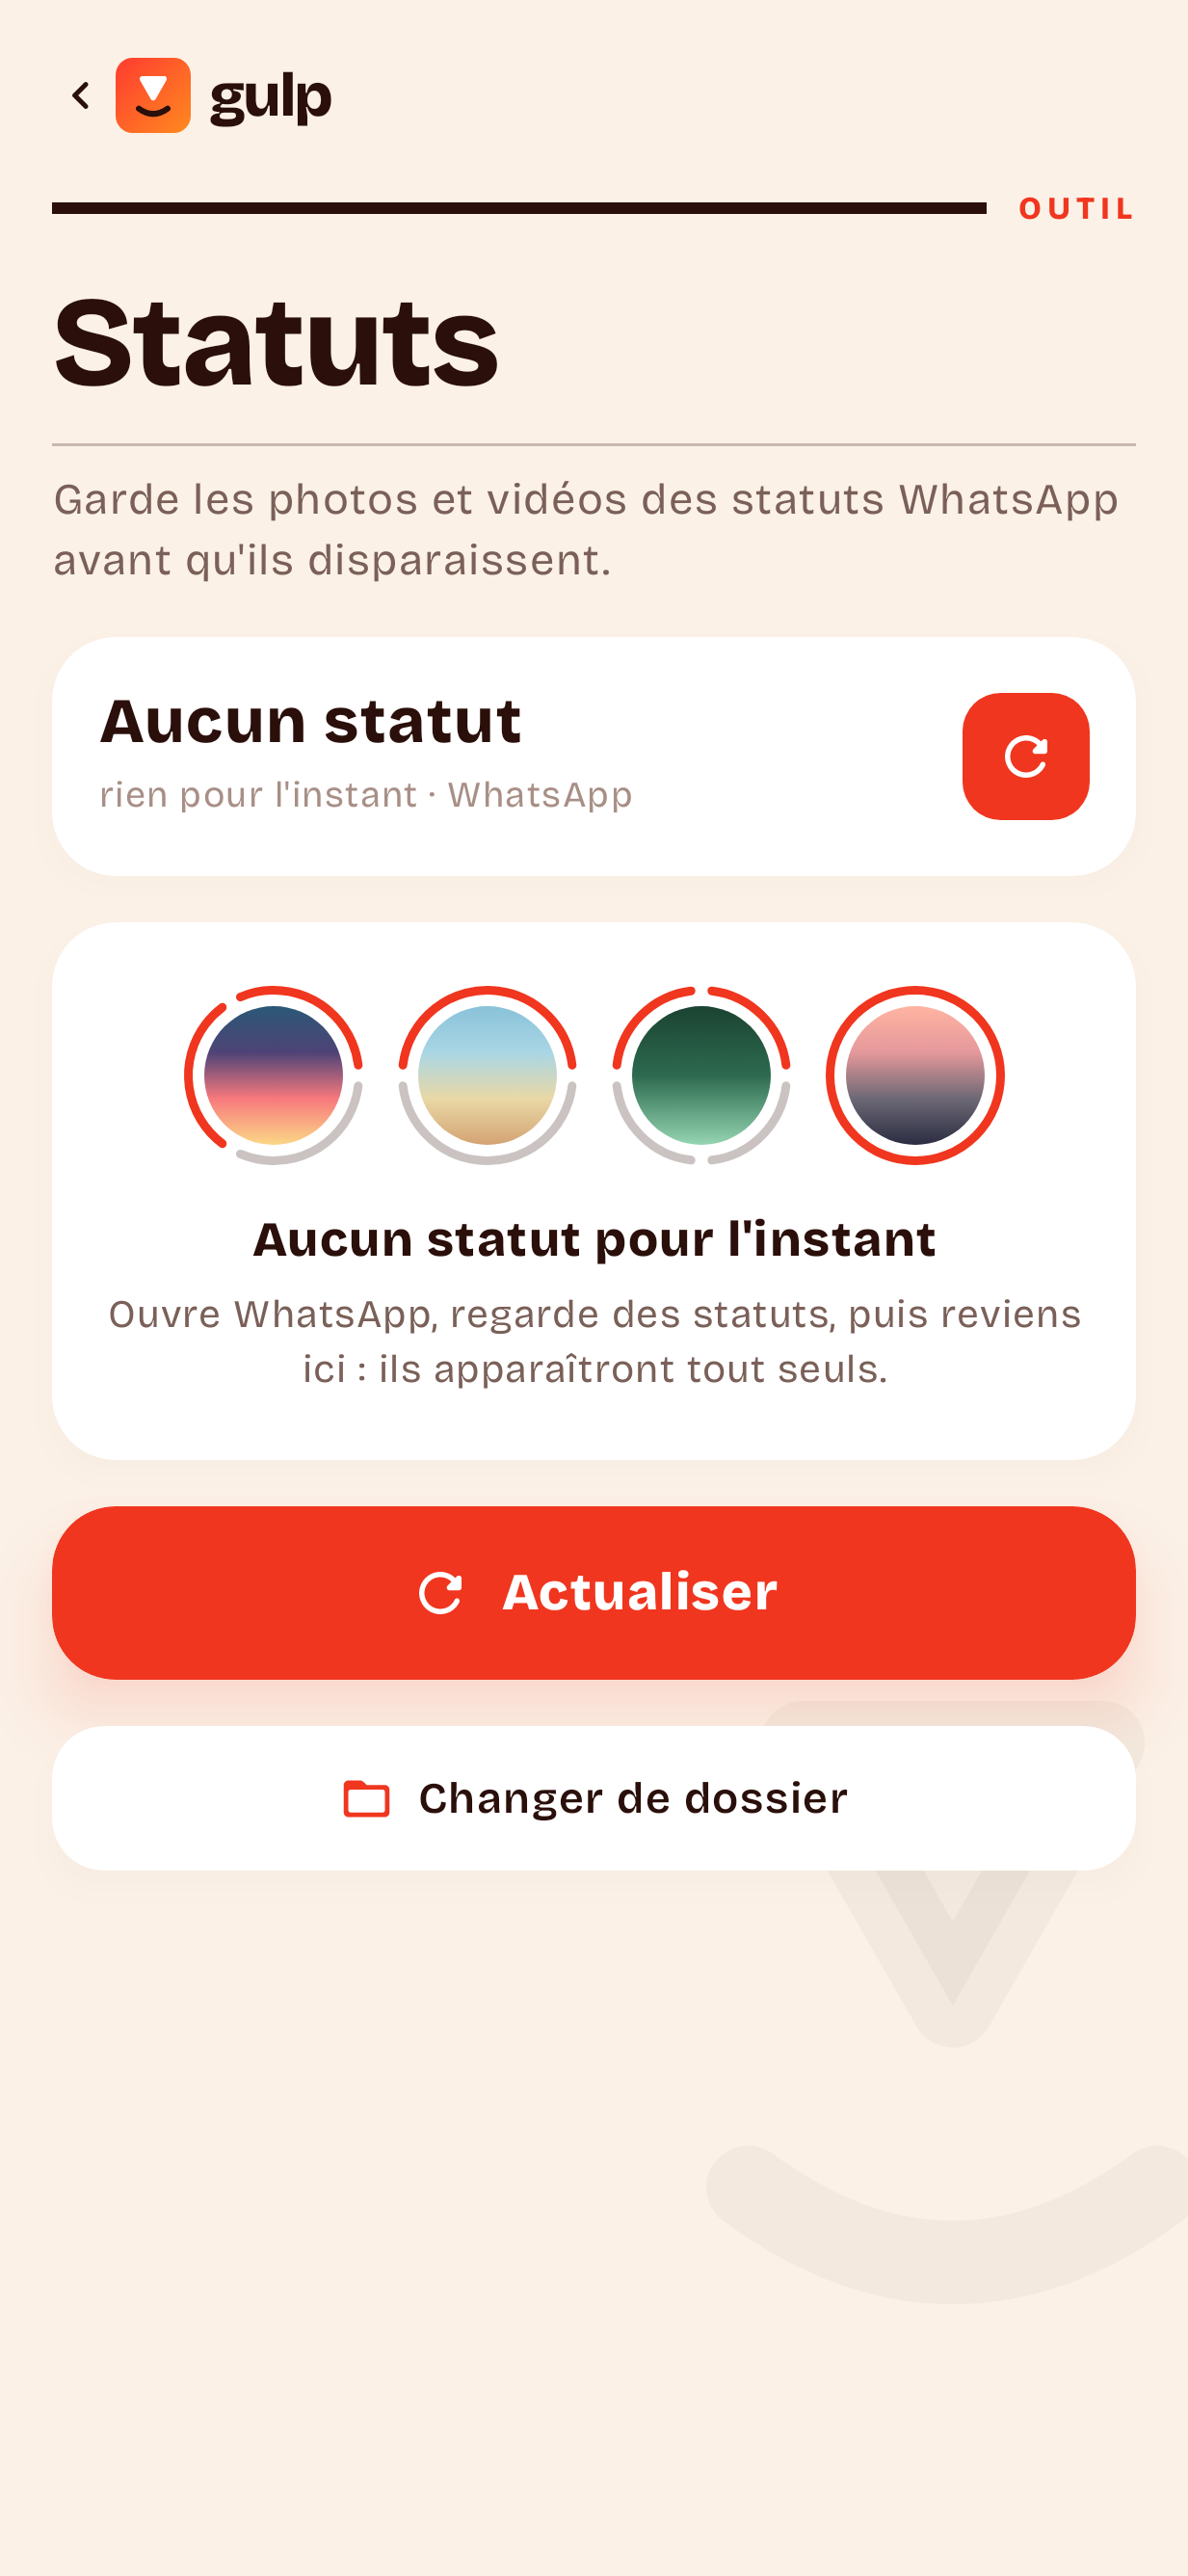 gulp
OUTIL
Statuts
Garde les photos et vidéos des statuts WhatsApp
avant qu'ils disparaissent.
Aucun statut
rien pour l'instant · WhatsApp
Aucun statut pour l'instant
Ouvre WhatsApp, regarde des statuts, puis reviens
ici : ils apparaîtront tout seuls.
Actualiser
Changer de dossier